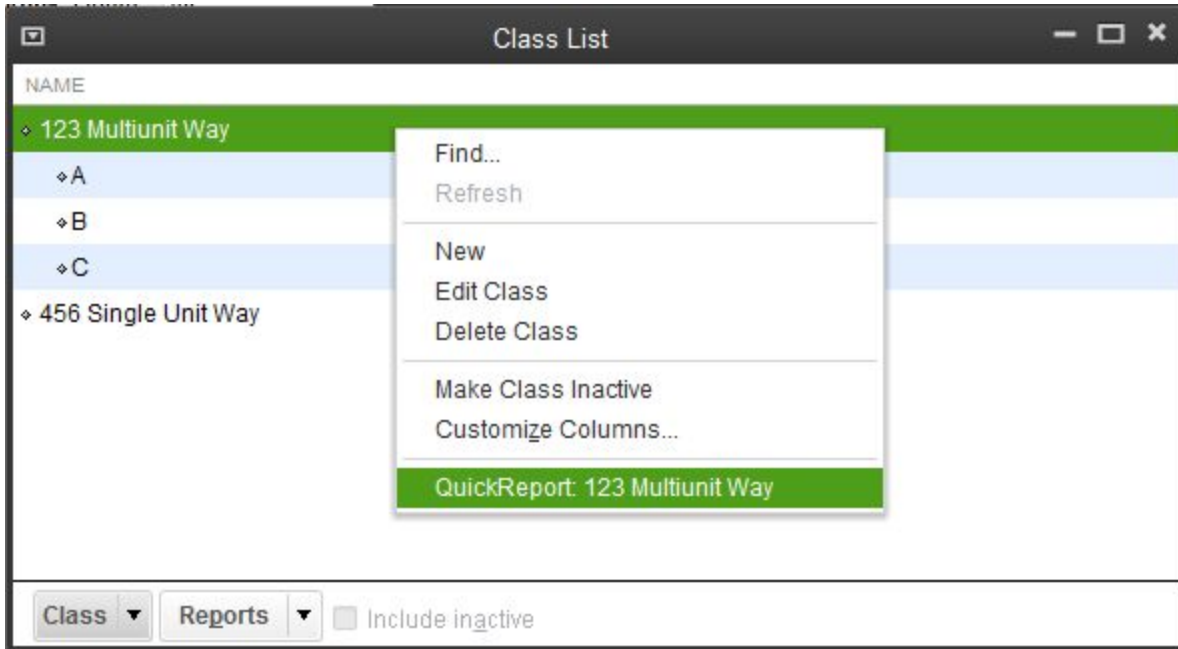 Class List
NAME
123 Multiunit Way
A
B
C
456 Single Unit Way
Find...
Refresh
New
Edit Class
Delete Class
Make Class Inactive
Customize Columns...
QuickReport: 123 Multiunit Way
Class Reports Include inactive